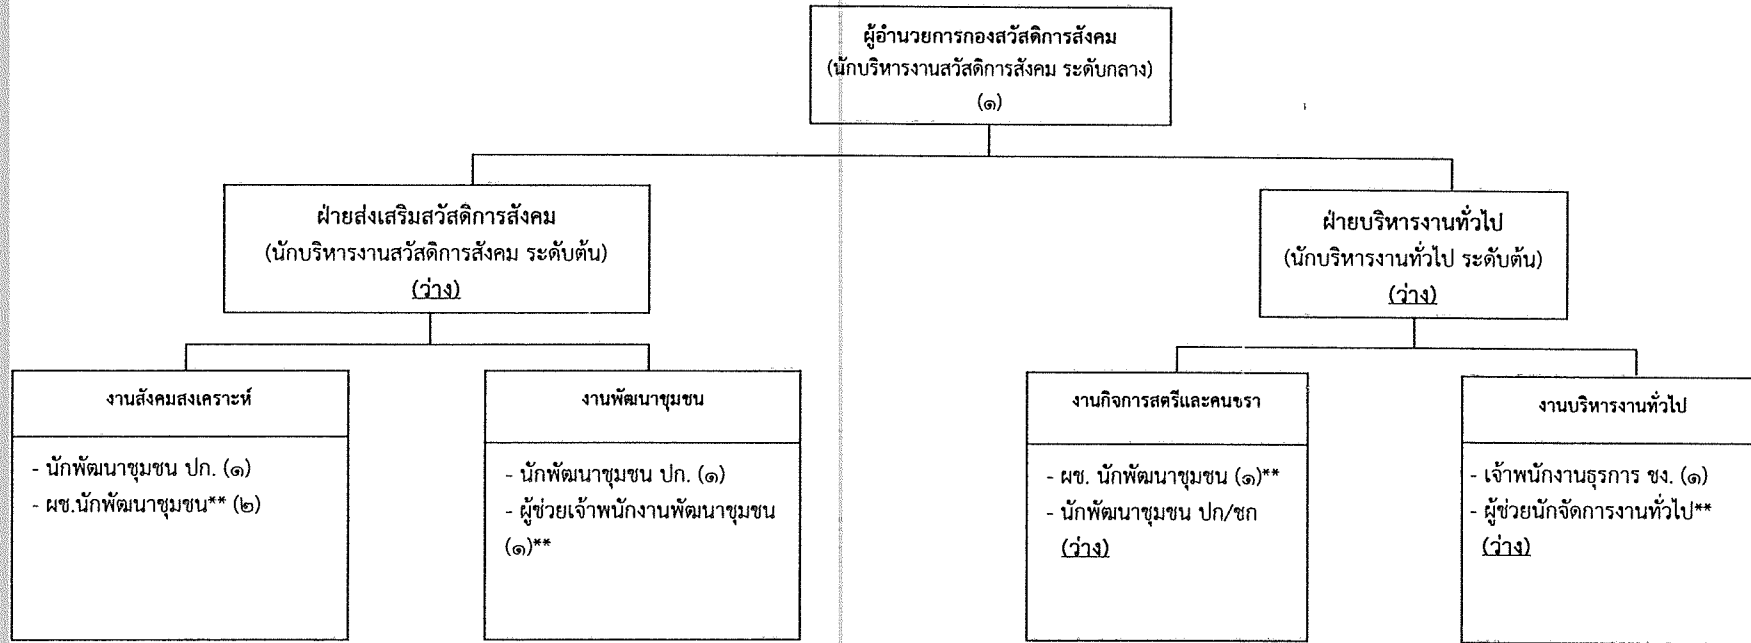 ผู้อำนวยการกองสวัสดิการสังคม
(นักบริหารงานสวัสดิการสังคม ระดับกลาง)
(๑)
ฝ่ายส่งเสริมสวัสดิการสังคม
(นักบริหารงานสวัสดิการสังคม ระดับต้น)
(ว่าง)
ฝ่ายบริหารงานทั่วไป
(นักบริหารงานทั่วไป ระดับต้น)
(ว่าง)
งานสังคมสงเคราะห์
- นักพัฒนาชุมชน ปก. (๑)
- ผช.นักพัฒนาชุมชน** (๒)
งานพัฒนาชุมชน
- นักพัฒนาชุมชน ปก. (๑)
- ผู้ช่วยเจ้าพนักงานพัฒนาชุมชน
(๑)**
งานกิจการสตรีและคนชรา
- ผช. นักพัฒนาชุมชน (๑)**
- นักพัฒนาชุมชน ปก/ชก
(ว่าง)
งานบริหารงานทั่วไป
- เจ้าพนักงานธุรการ ชง. (๑)
- ผู้ช่วยนักจัดการงานทั่วไป**
(ว่าง)